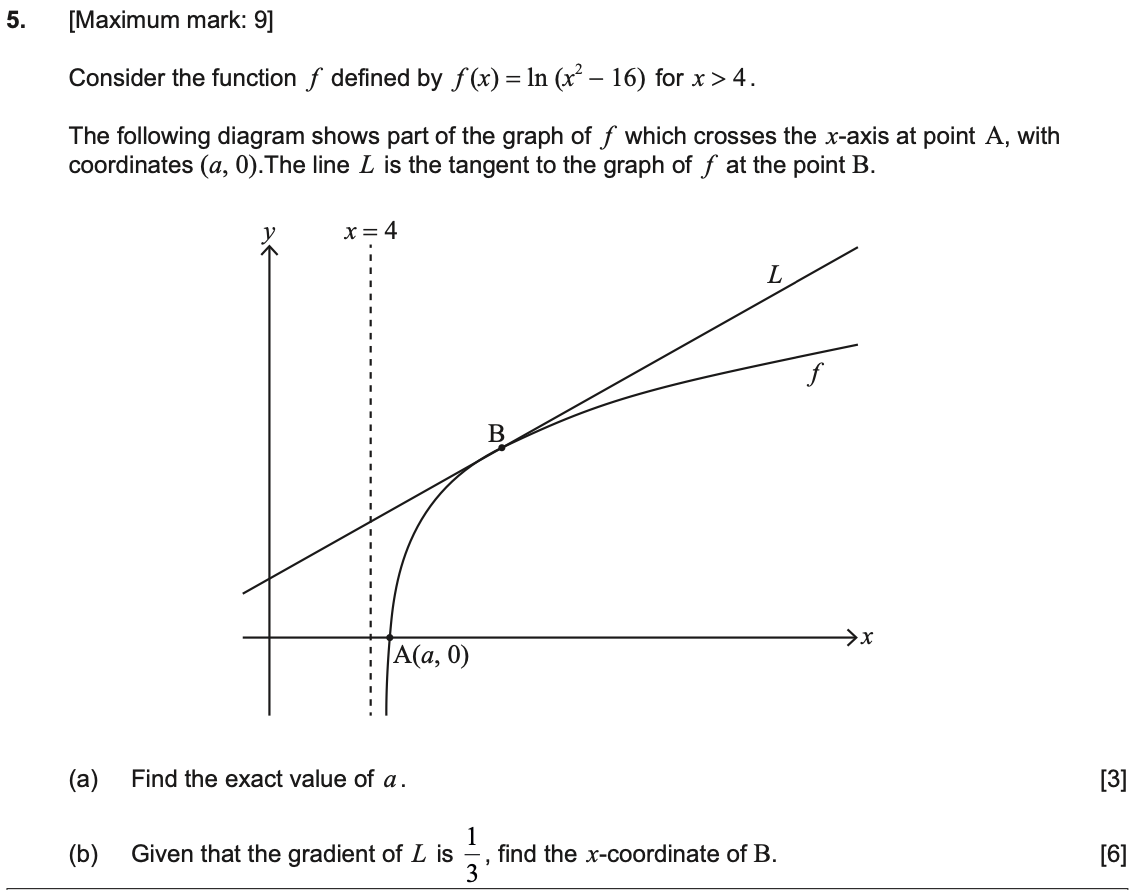 5. [Maximum mark: 9]
Consider the function f defined by f(x) = ln (x² – 16) for x > 4.
The following diagram shows part of the graph of f which crosses the x-axis at point A, with
coordinates (a, 0).The line L is the tangent to the graph of f at the point B.
y
x = 4
L
f
B
x
A(a, 0)
(a) Find the exact value of a. [3]
(b) Given that the gradient of L is 1/3, find the x-coordinate of B. [6]